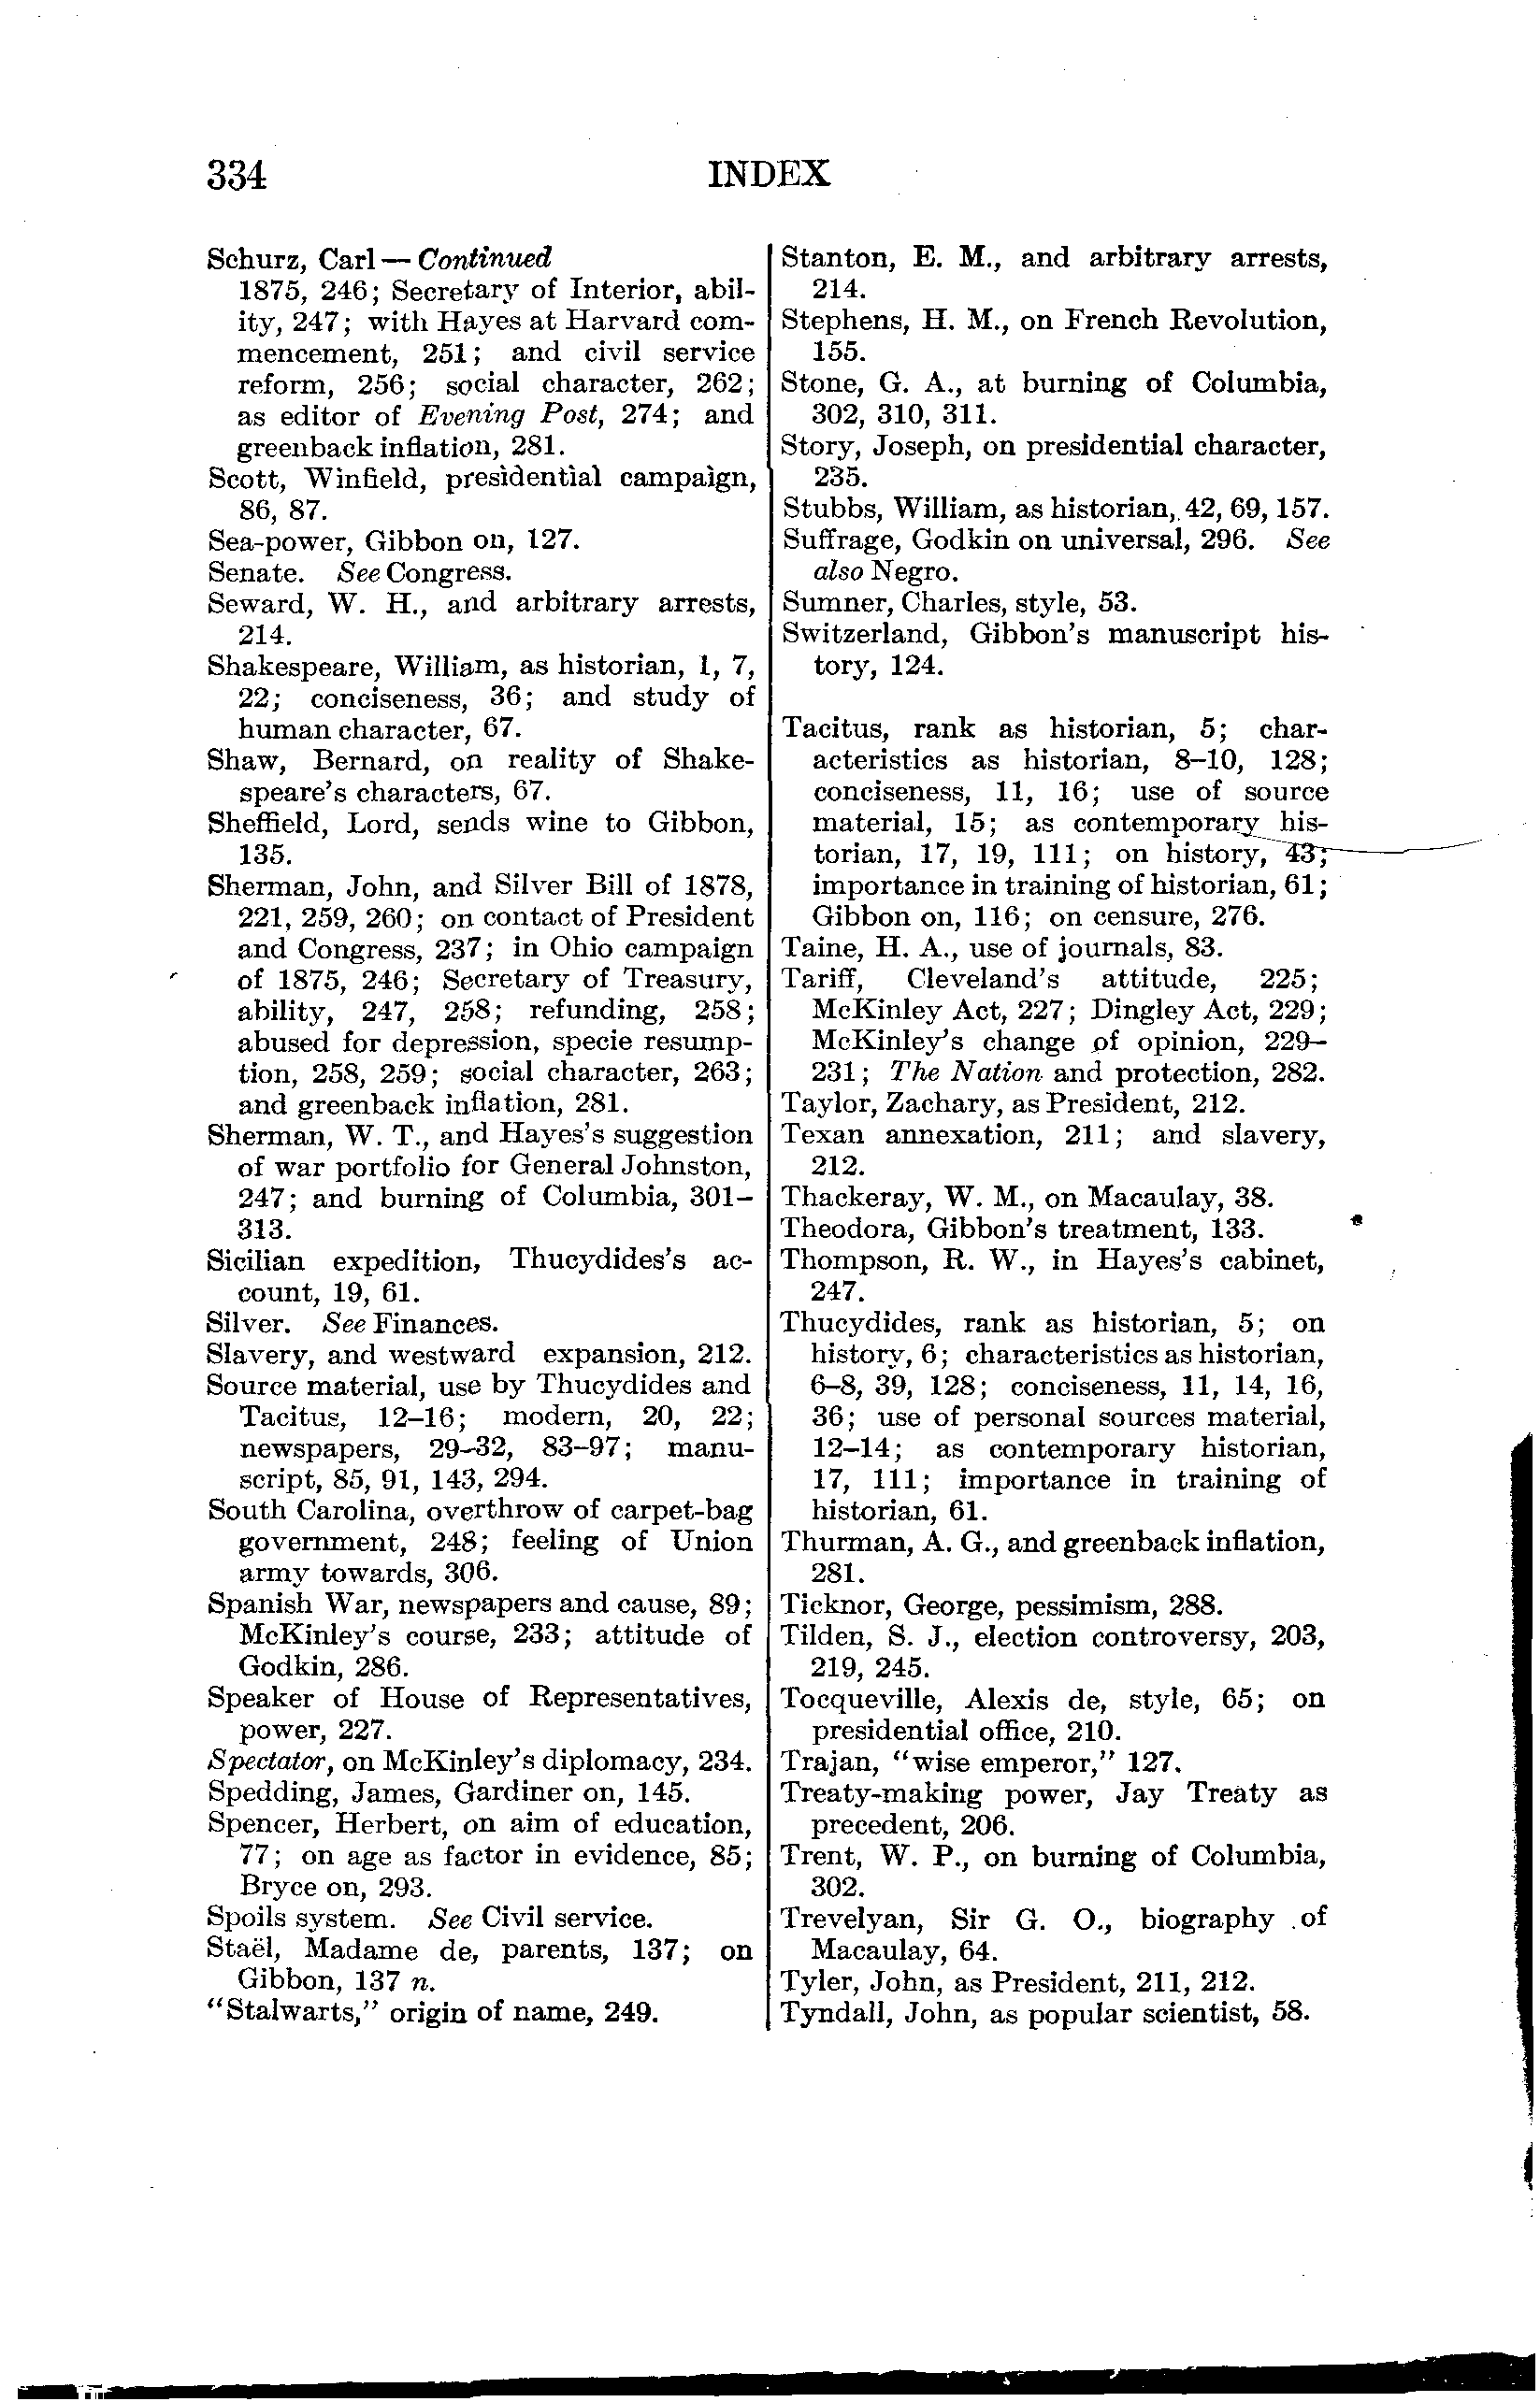 334 INDEX
Schurz, Carl — Continued
1875, 246; Secretary of Interior, abil-
ity, 247; with Hayes at Harvard com-
mencement, 251; and civil service
reform, 256; social character, 262;
as editor of Evening Post, 274; and
greenback inflation, 281.
Scott, Winfield, presidential campaign,
86, 87.
Sea-power, Gibbon on, 127.
Senate. See Congress.
Seward, W. H., and arbitrary arrests,
214.
Shakespeare, William, as historian, 1, 7,
22; conciseness, 36; and study of
human character, 67.
Shaw, Bernard, on reality of Shake-
speare's characters, 67.
Sheffield, Lord, sends wine to Gibbon,
135.
Sherman, John, and Silver Bill of 1878,
221, 259, 260; on contact of President
and Congress, 237; in Ohio campaign
of 1875, 246; Secretary of Treasury,
ability, 247, 258; refunding, 258;
abused for depression, specie resump-
tion, 258, 259; social character, 263;
and greenback inflation, 281.
Sherman, W. T., and Hayes's suggestion
of war portfolio for General Johnston,
247; and burning of Columbia, 301–
313.
Sicilian expedition, Thucydides's ac-
count, 19, 61.
Silver. See Finances.
Slavery, and westward expansion, 212.
Source material, use by Thucydides and
Tacitus, 12–16; modern, 20, 22;
newspapers, 29–32, 83–97; manu-
script, 85, 91, 143, 294.
South Carolina, overthrow of carpet-bag
government, 248; feeling of Union
army towards, 306.
Spanish War, newspapers and cause, 89;
McKinley's course, 233; attitude of
Godkin, 286.
Speaker of House of Representatives,
power, 227.
Spectator, on McKinley's diplomacy, 234.
Spedding, James, Gardiner on, 145.
Spencer, Herbert, on aim of education,
77; on age as factor in evidence, 85;
Bryce on, 293.
Spoils system. See Civil service.
Staël, Madame de, parents, 137; on
Gibbon, 137 n.
"Stalwarts," origin of name, 249.
Stanton, E. M., and arbitrary arrests,
214.
Stephens, H. M., on French Revolution,
155.
Stone, G. A., at burning of Columbia,
302, 310, 311.
Story, Joseph, on presidential character,
235.
Stubbs, William, as historian, 42, 69, 157.
Suffrage, Godkin on universal, 296. See
also Negro.
Sumner, Charles, style, 53.
Switzerland, Gibbon's manuscript his-
tory, 124.
Tacitus, rank as historian, 5; char-
acteristics as historian, 8–10, 128;
conciseness, 11, 16; use of source
material, 15; as contemporary his-
torian, 17, 19, 111; on history, 43;
importance in training of historian, 61;
Gibbon on, 116; on censure, 276.
Taine, H. A., use of journals, 83.
Tariff, Cleveland's attitude, 225;
McKinley Act, 227; Dingley Act, 229;
McKinley's change of opinion, 229–
231; The Nation and protection, 282.
Taylor, Zachary, as President, 212.
Texan annexation, 211; and slavery,
212.
Thackeray, W. M., on Macaulay, 38.
Theodora, Gibbon's treatment, 133.
Thompson, R. W., in Hayes's cabinet,
247.
Thucydides, rank as historian, 5; on
history, 6; characteristics as historian,
6–8, 39, 128; conciseness, 11, 14, 16,
36; use of personal sources material,
12–14; as contemporary historian,
17, 111; importance in training of
historian, 61.
Thurman, A. G., and greenback inflation,
281.
Ticknor, George, pessimism, 288.
Tilden, S. J., election controversy, 203,
219, 245.
Tocqueville, Alexis de, style, 65; on
presidential office, 210.
Trajan, "wise emperor," 127.
Treaty-making power, Jay Treaty as
precedent, 206.
Trent, W. P., on burning of Columbia,
302.
Trevelyan, Sir G. O., biography of
Macaulay, 64.
Tyler, John, as President, 211, 212.
Tyndall, John, as popular scientist, 58.